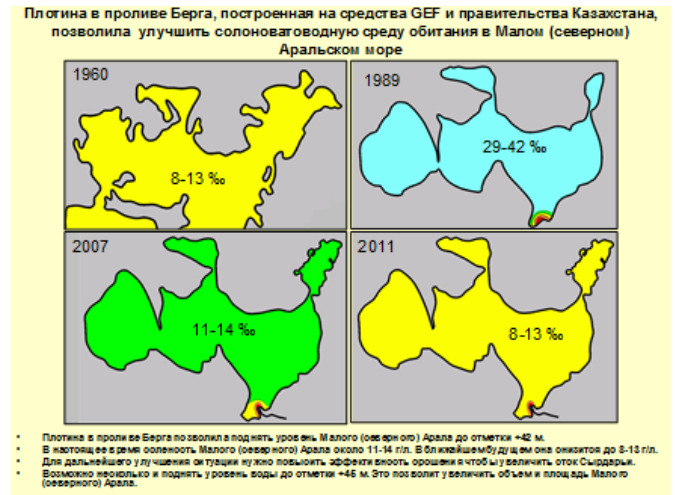 Плотина в проливе Берга, построенная на средства GEF и правительства Казахстана,
позволила улучшить солоноватоводную среду обитания в Малом (северном)
Аральском море
1960
8-13 ‰
1989
29-42 ‰
2007
11-14 ‰
2011
8-13 ‰
• Плотина в проливе Берга позволила поднять уровень Малого (северного) Арала до отметки +42 м.
• В настоящее время соленость Малого (северного) Арала около 11-14 г/л. В ближайшем будущем она снизится до 8-13 г/л.
• Для дальнейшего улучшения ситуации нужно повысить эффективность орошения чтобы увеличить сток Сырдарьи.
• Возможно несколько и поднять уровень воды до отметки +45 м. Это позволит увеличить объем и площадь Малого
(северного) Арала.